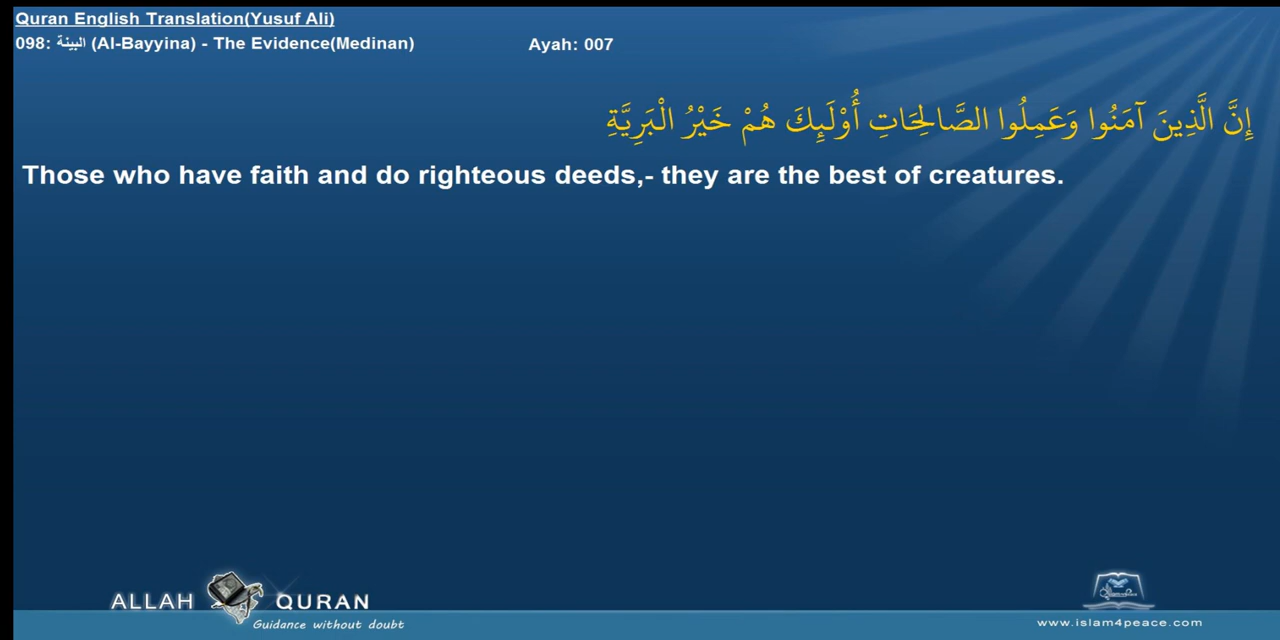 Quran English Translation(Yusuf Ali)
098: البينة (Al-Bayyina) - The Evidence(Medinan) Ayah: 007
إِنَّ الَّذِينَ آمَنُوا وَعَمِلُوا الصَّالِحَاتِ أُوْلَئِكَ هُمْ خَيْرُ الْبَرِيَّةِ
Those who have faith and do righteous deeds,- they are the best of creatures.
ALLAH QURAN
Guidance without doubt
www.islam4peace.com